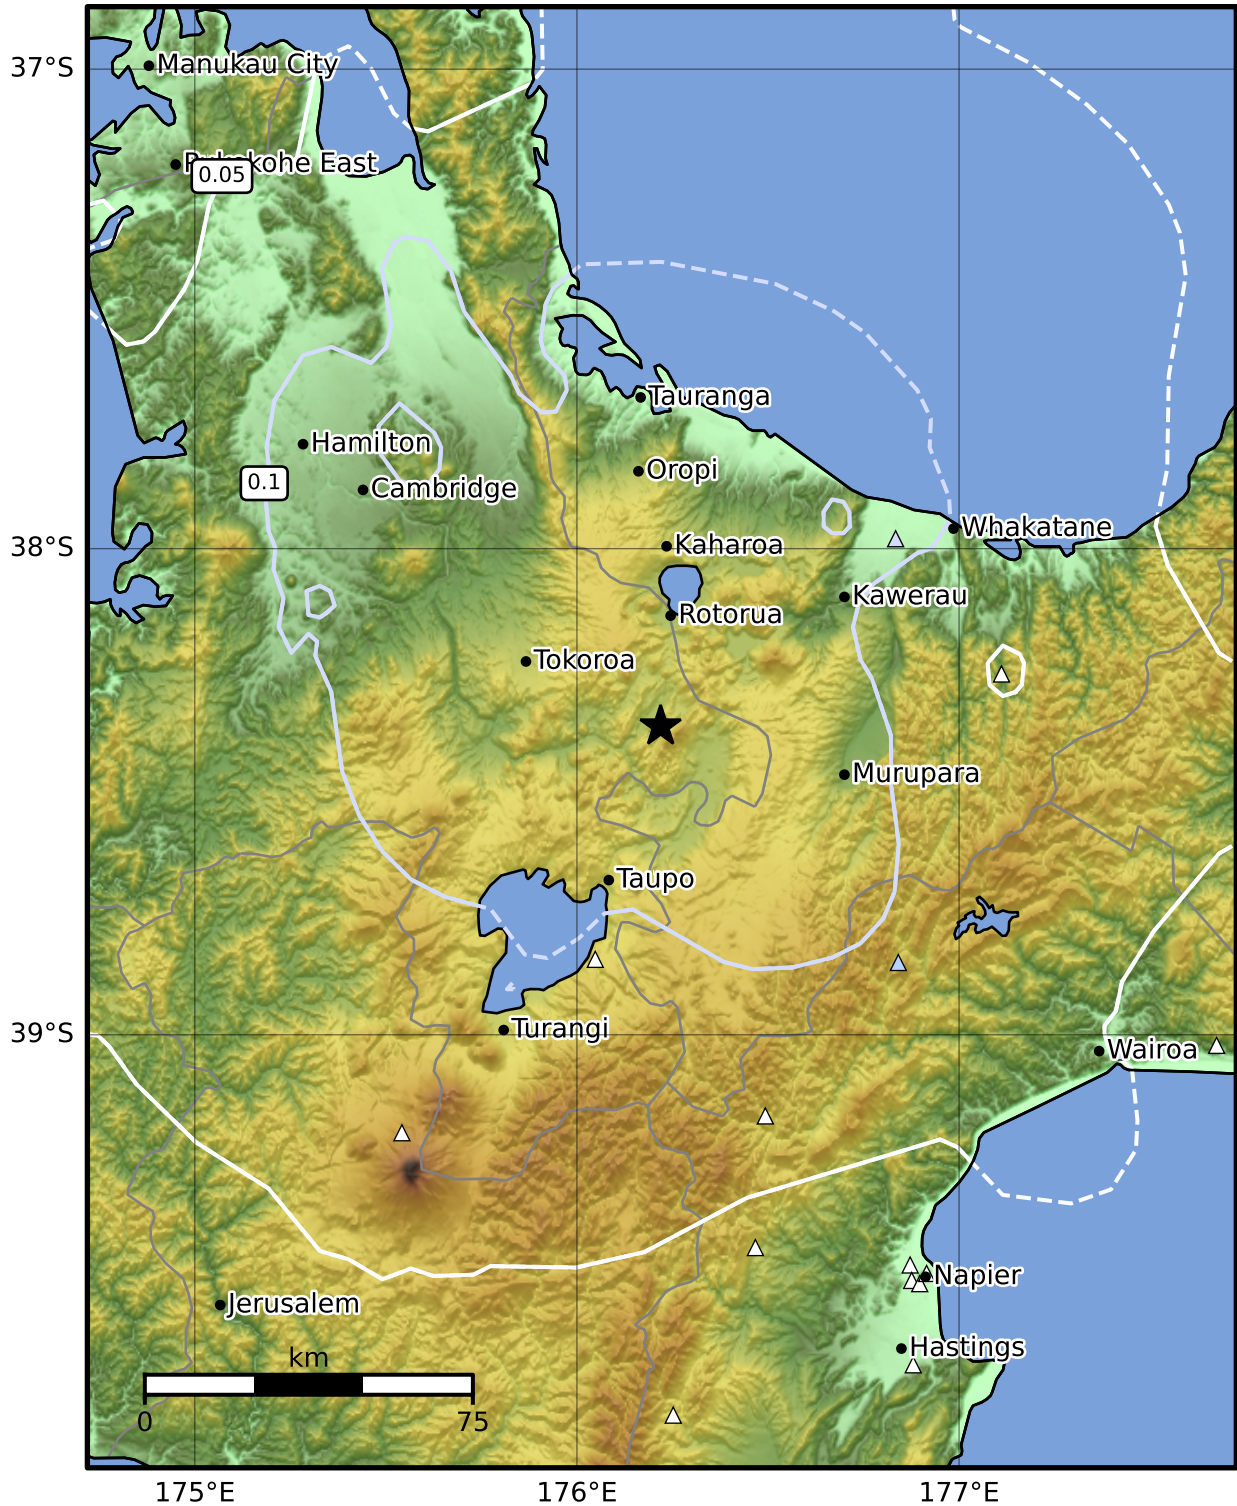 37°S
Manukau City
Pukekohe East
0.05
Tauranga
Hamilton
Oropi
0.1
Cambridge
Whakatane
38°S
Kaharoa
Kawerau
Rotorua
Tokoroa
Murupara
Taupo
Turangi
39°S
Wairoa
Napier
Jerusalem
Hastings
km
0
75
175°E
176°E
177°E